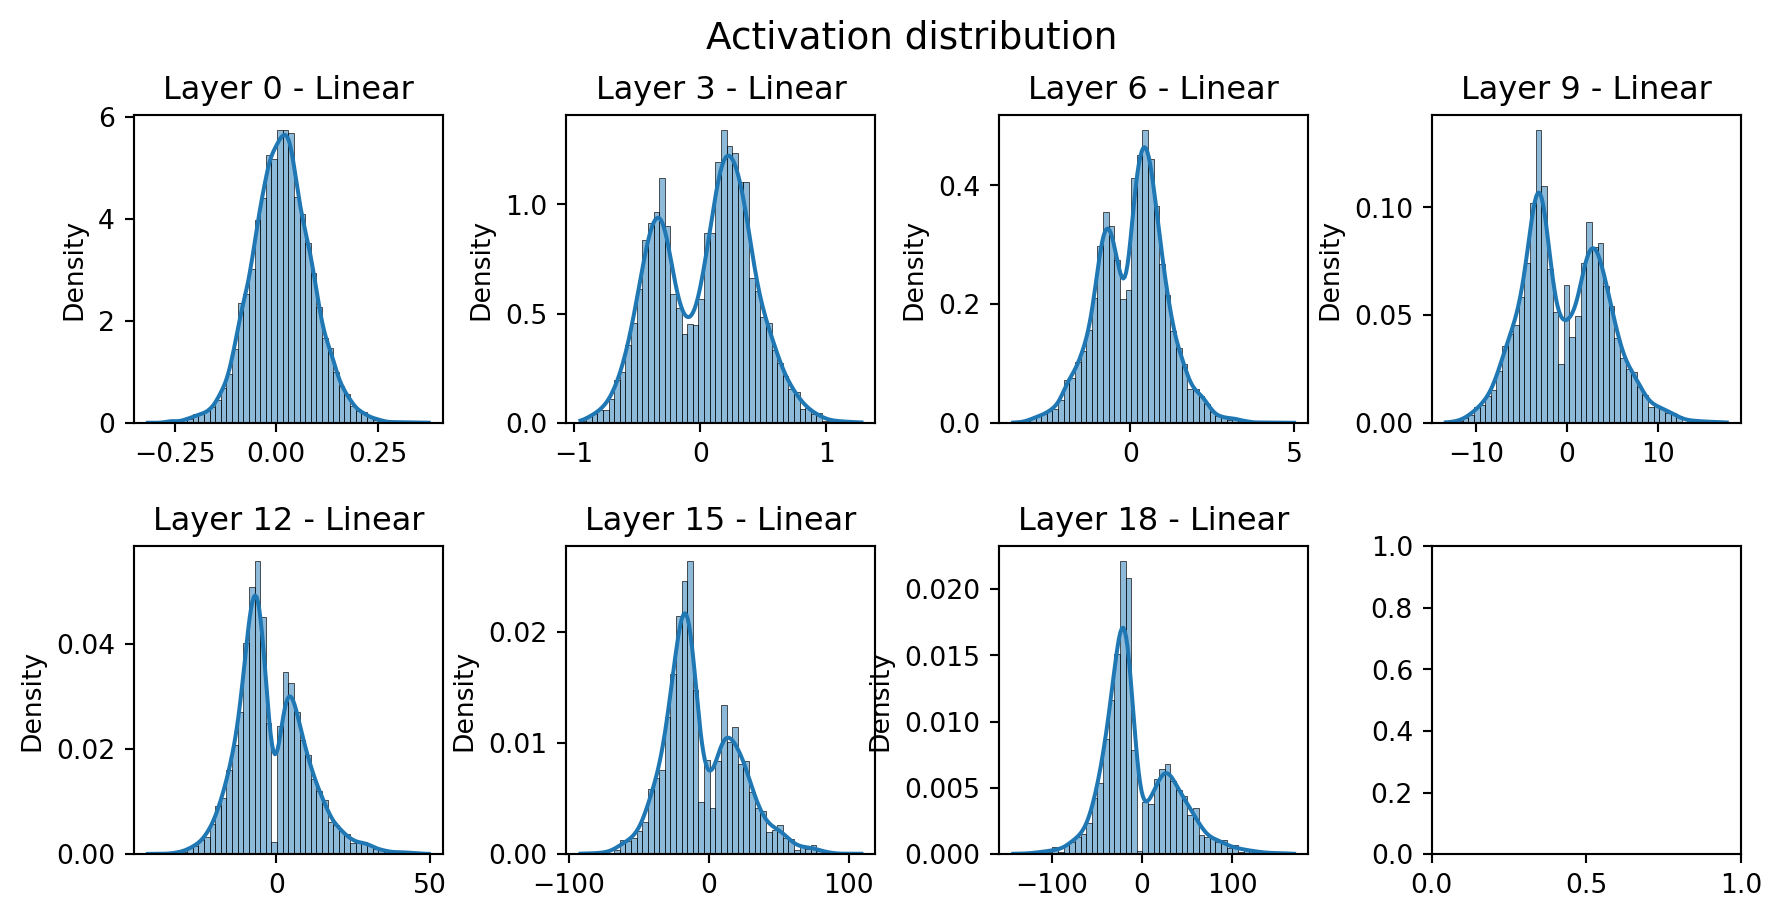 Activation distribution
Layer 0 - Linear
Layer 3 - Linear
Layer 6 - Linear
Layer 9 - Linear
Density
6
4
2
0
−0.25 0.00 0.25
Density
1.0
0.5
0.0
−1 0 1
Density
0.4
0.2
0.0
0 5
Density
0.10
0.05
0.00
−10 0 10
Layer 12 - Linear
Layer 15 - Linear
Layer 18 - Linear
Density
0.04
0.02
0.00
0 50
Density
0.02
0.01
0.00
−100 0 100
Density
0.020
0.015
0.010
0.005
0.000
−100 0 100
1.0
0.8
0.6
0.4
0.2
0.0
0.0 0.5 1.0